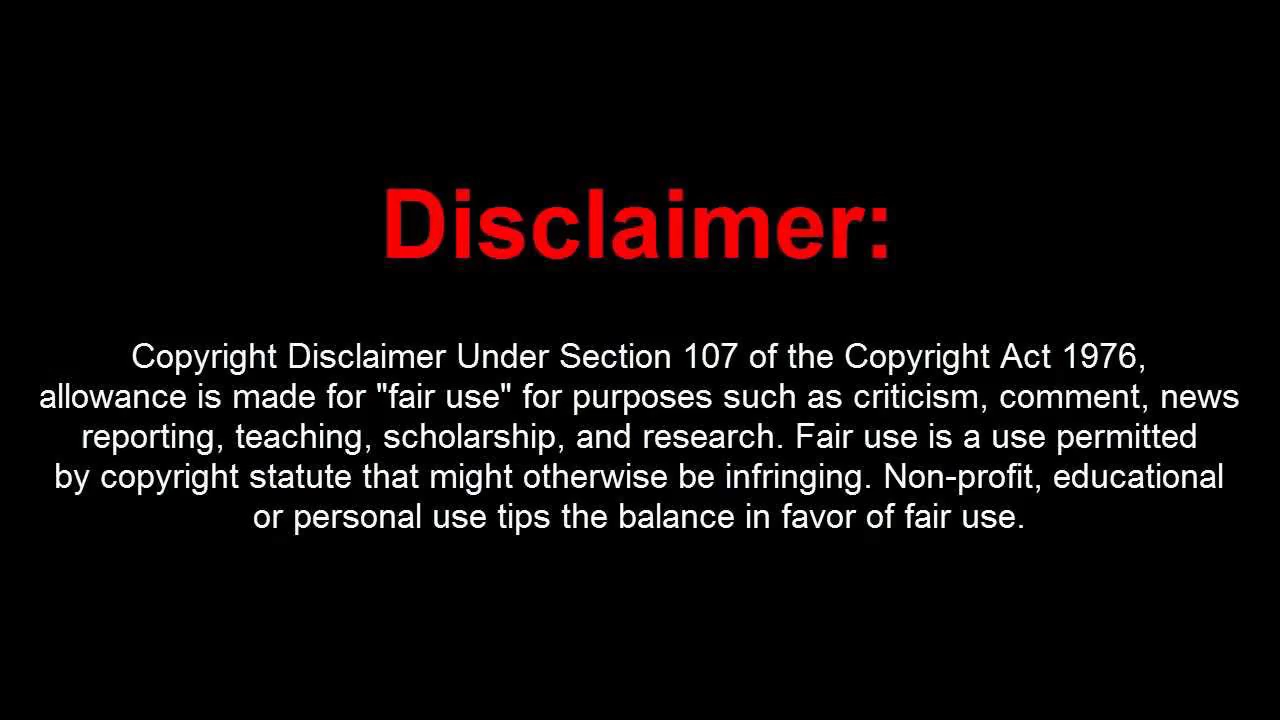 Disclaimer:
Copyright Disclaimer Under Section 107 of the Copyright Act 1976,
allowance is made for "fair use" for purposes such as criticism, comment, news
reporting, teaching, scholarship, and research. Fair use is a use permitted
by copyright statute that might otherwise be infringing. Non-profit, educational
or personal use tips the balance in favor of fair use.